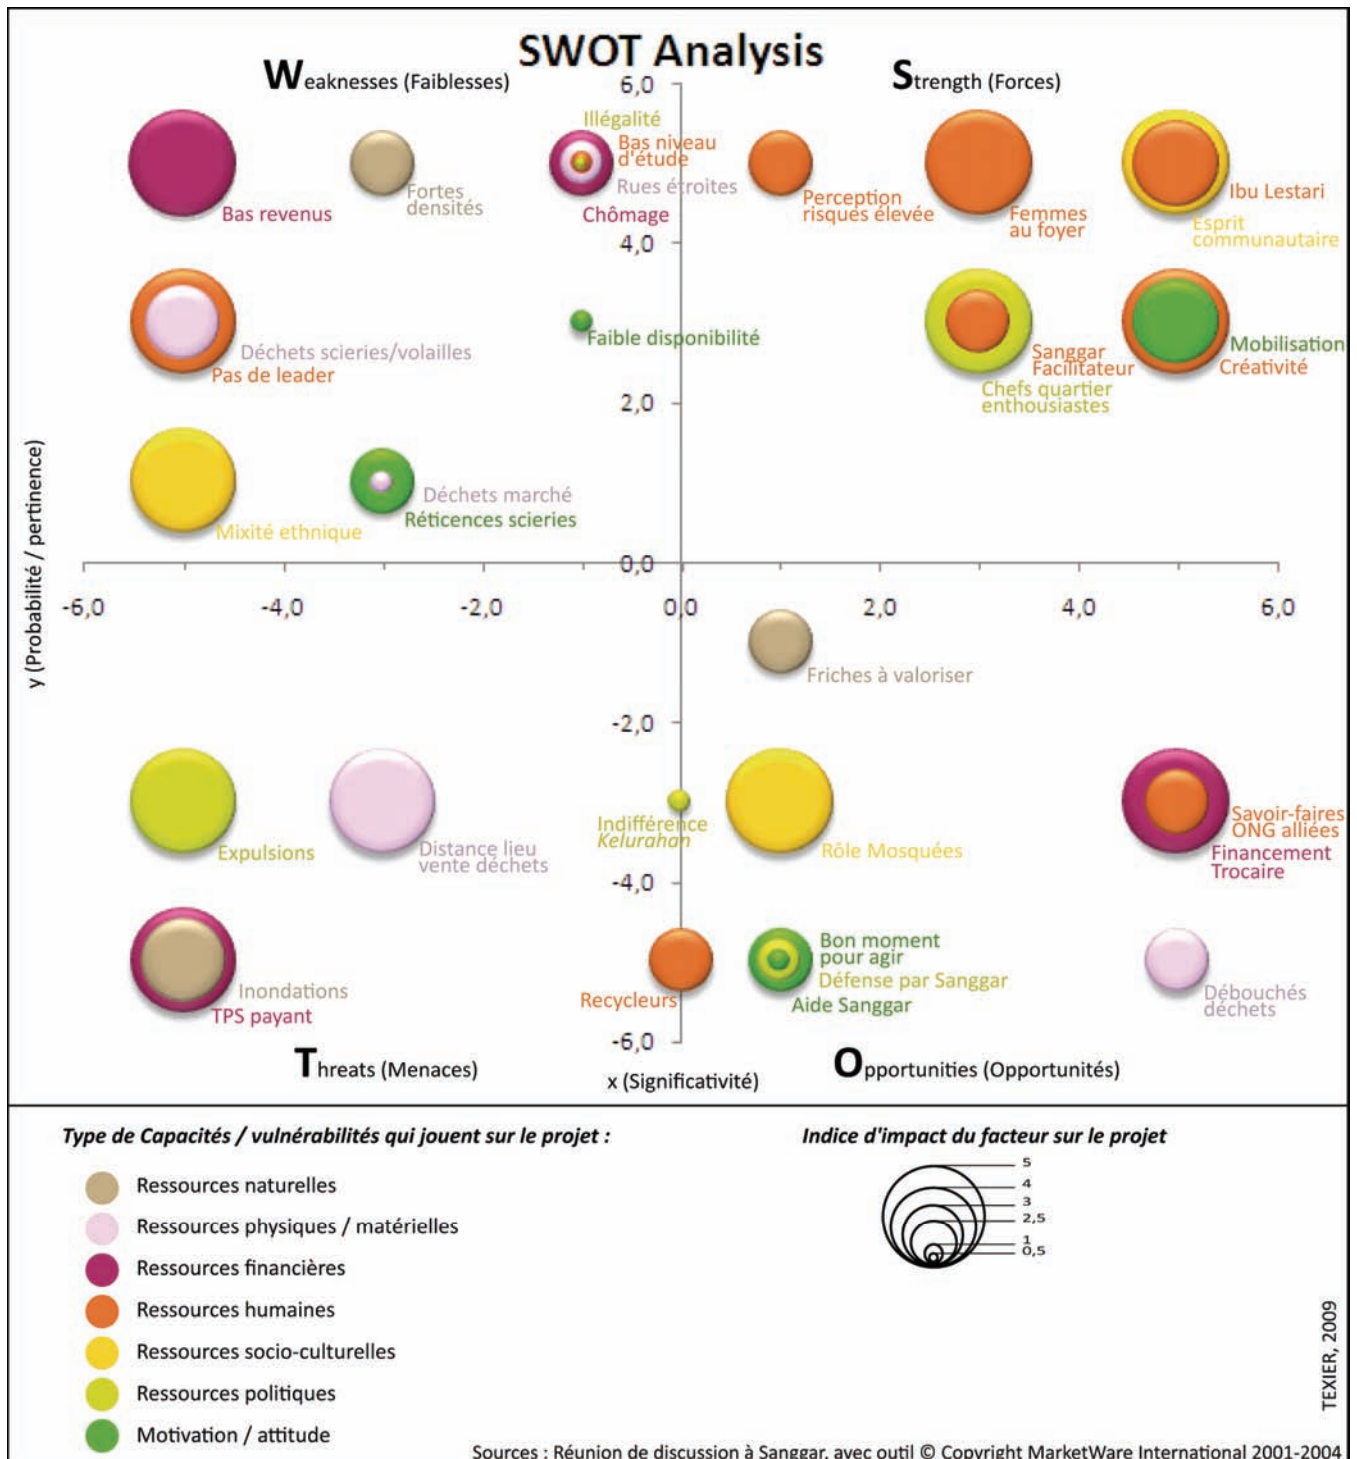 SWOT Analysis
Weaknesses (Faiblesses)
Strength (Forces)
6,0
Illégalité
Bas niveau
d'étude
Rues étroites
Chômage
Bas revenus
Fortes
densités
Perception
risques élevée
Femmes
au foyer
Ibu Lestari
Esprit
communautaire
4,0
Déchets scieries/volailles
Pas de leader
Faible disponibilité
Sanggar
Facilitateur
Chefs quartier
enthousiastes
Mobilisation
Créativité
2,0
y (Probabilité / pertinence)
Mixité ethnique
Déchets marché
Réticences scieries
0,0
-6,0
-4,0
-2,0
0,0
2,0
4,0
6,0
Friches à valoriser
-2,0
Expulsions
Distance lieu
vente déchets
Indifférence
Kelurahan
Rôle Mosquées
Savoir-faires
ONG alliées
Financement
Trocaire
-4,0
Inondations
TPS payant
Recycleurs
Bon moment
pour agir
Défense par Sanggar
Aide Sanggar
Débouchés
déchets
-6,0
Threats (Menaces)
x (Significativité)
Opportunities (Opportunités)
Type de Capacités / vulnérabilités qui jouent sur le projet :
Ressources naturelles
Ressources physiques / matérielles
Ressources financières
Ressources humaines
Ressources socio-culturelles
Ressources politiques
Motivation / attitude
Indice d'impact du facteur sur le projet
5
4
3
2,5
1
0,5
TEXIER, 2009
Sources : Réunion de discussion à Sanggar, avec outil © Copyright MarketWare International 2001-2004